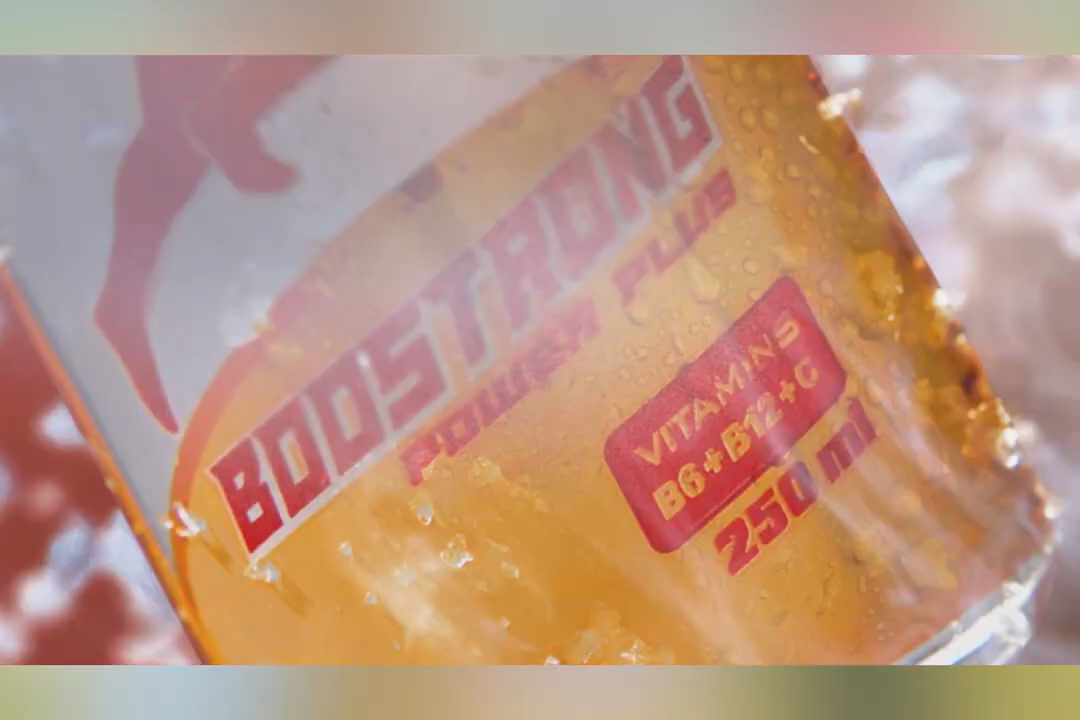 BOOSTRONG
POWER PLUS
VITAMINS
B6+B12+C
250 ml